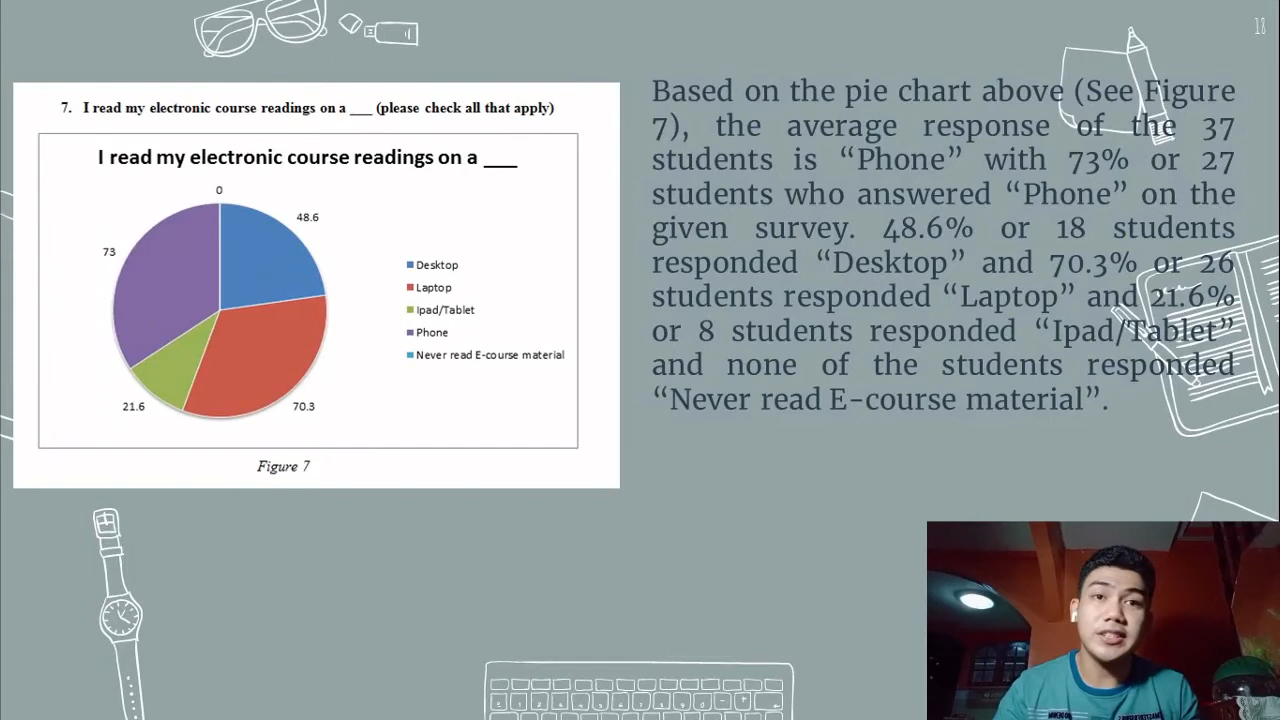 18
7. I read my electronic course readings on a ___ (please check all that apply)
I read my electronic course readings on a ___
0
48.6
73
21.6
70.3
Desktop
Laptop
Ipad/Tablet
Phone
Never read E-course material
Figure 7
Based on the pie chart above (See Figure
7), the average response of the 37
students is “Phone” with 73% or 27
students who answered “Phone” on the
given survey. 48.6% or 18 students
responded “Desktop” and 70.3% or 26
students responded “Laptop” and 21.6%
or 8 students responded “Ipad/Tablet”
and none of the students responded
“Never read E-course material”.